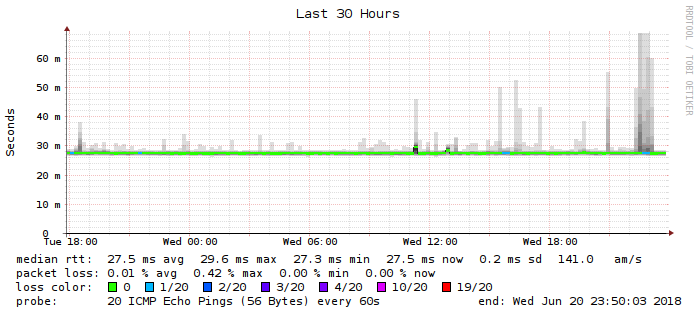 Last 30 Hours
RRDTOOL / TOBI OETIKER
Seconds
60 m
50 m
40 m
30 m
20 m
10 m
0
Tue 18:00 Wed 00:00 Wed 06:00 Wed 12:00 Wed 18:00
median rtt: 27.5 ms avg 29.6 ms max 27.3 ms min 27.5 ms now 0.2 ms sd 141.0 am/s
packet loss: 0.01 % avg 0.42 % max 0.00 % min 0.00 % now
loss color: 0 1/20 2/20 3/20 4/20 10/20 19/20
probe: 20 ICMP Echo Pings (56 Bytes) every 60s end: Wed Jun 20 23:50:03 2018